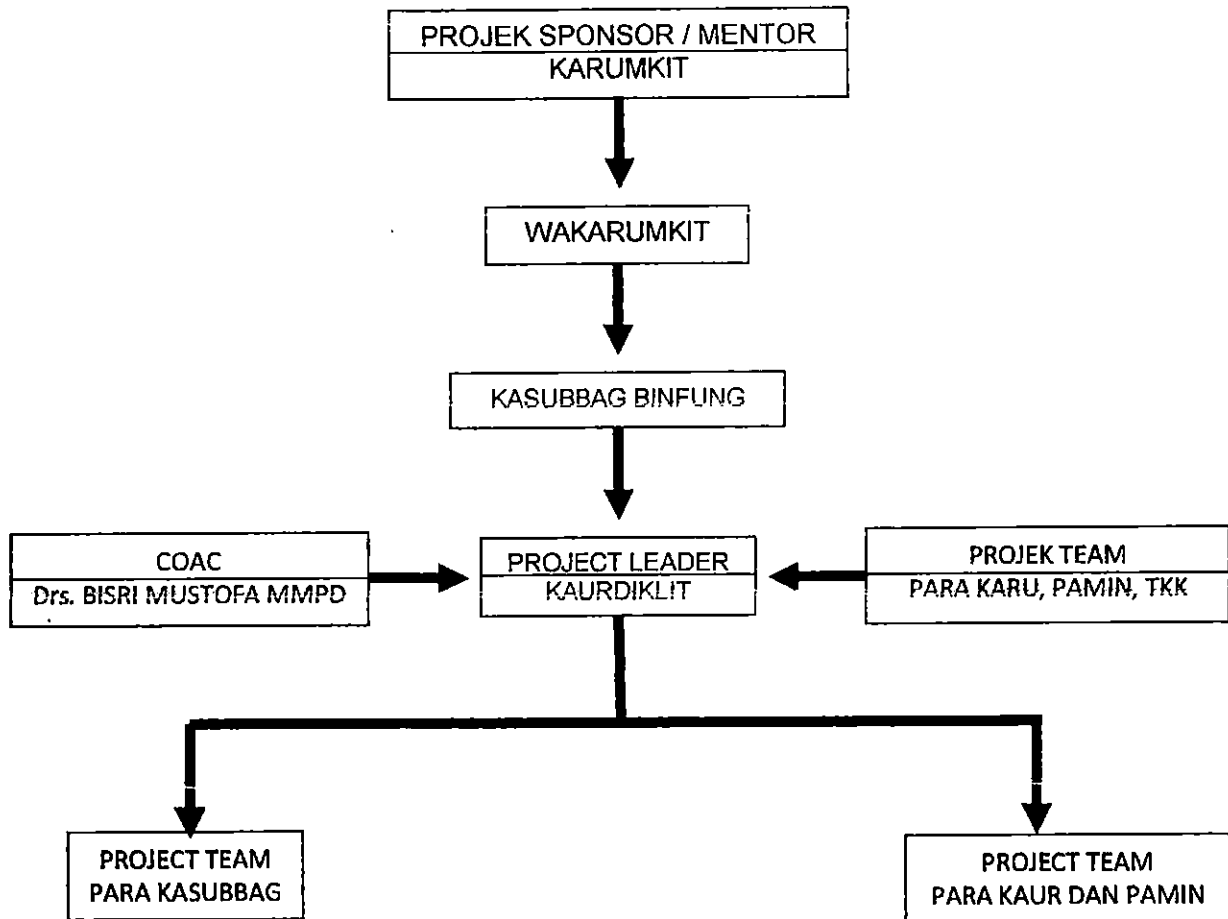 PROJEK SPONSOR / MENTOR
KARUMKIT
WAKARUMKIT
KASUBBAG BINFUNG
COAC
Drs. BISRI MUSTOFA MMPD
PROJECT LEADER
KAURDIKLIT
PROJEK TEAM
PARA KARU, PAMIN, TKK
PROJECT TEAM
PARA KASUBBAG
PROJECT TEAM
PARA KAUR DAN PAMIN